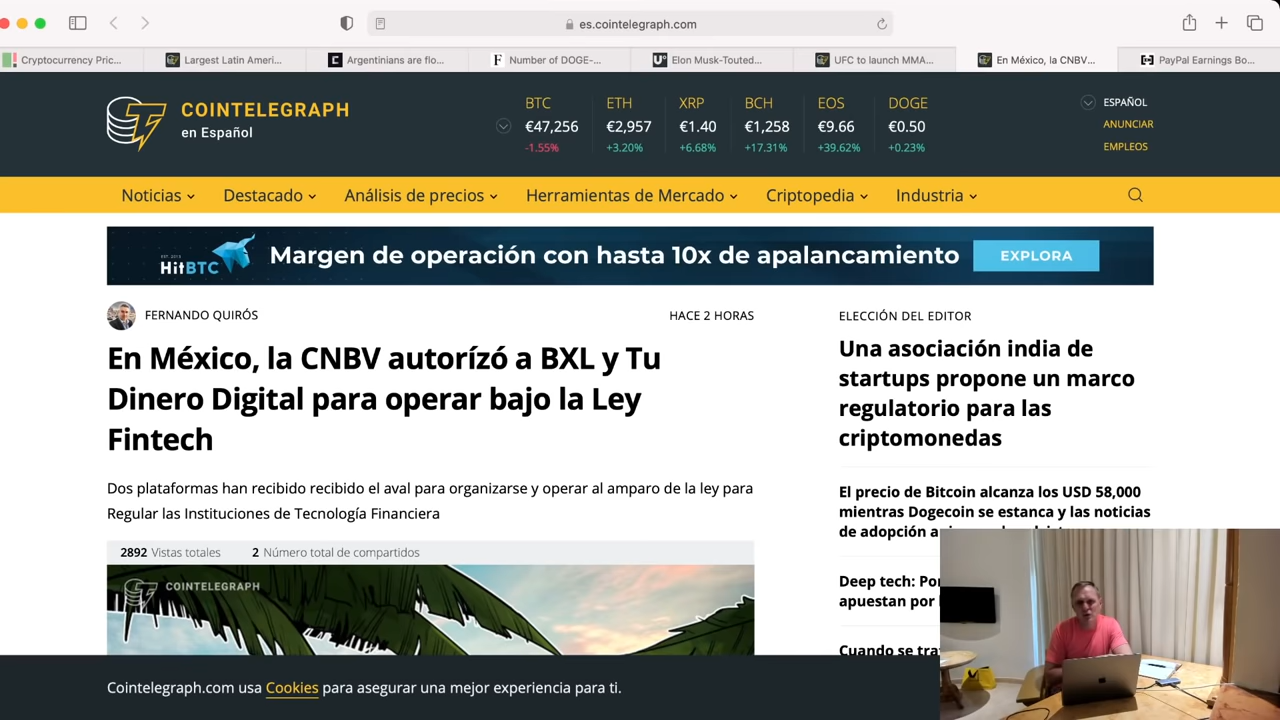 es.cointelegraph.com
Cryptocurrency Pric...
Largest Latin Ameri...
Argentinians are flo...
Number of DOGE-...
Elon Musk-Touted...
UFC to launch MMA...
En México, la CNBV...
PayPal Earnings Bo...
COINTELEGRAPH
en Español
BTC ETH XRP BCH EOS DOGE
€47,256 €2,957 €1.40 €1,258 €9.66 €0.50
-1.55% +3.20% +6.68% +17.31% +39.62% +0.23%
ESPAÑOL
ANUNCIAR
EMPLEOS
Noticias Destacado Análisis de precios Herramientas de Mercado Criptopedia Industria
HitBTC Margen de operación con hasta 10x de apalancamiento EXPLORA
FERNANDO QUIRÓS HACE 2 HORAS
En México, la CNBV autorízó a BXL y Tu
Dinero Digital para operar bajo la Ley
Fintech
Dos plataformas han recibido recibido el aval para organizarse y operar al amparo de la ley para
Regular las Instituciones de Tecnología Financiera
2892 Vistas totales 2 Número total de compartidos
COINTELEGRAPH
ELECCIÓN DEL EDITOR
Una asociación india de
startups propone un marco
regulatorio para las
criptomonedas
El precio de Bitcoin alcanza los USD 58,000
mientras Dogecoin se estanca y las noticias
de adopción a
Deep tech: Po
apuestan por
Cuando se tra
Cointelegraph.com usa Cookies para asegurar una mejor experiencia para ti.